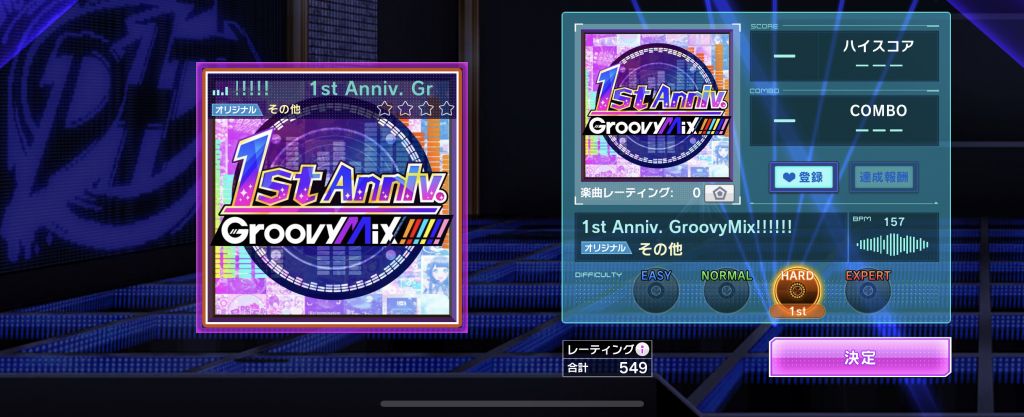 !!!!! 1st Anniv. Gr
オリジナル その他
1st Anniv.
GroovyMix!!!!!!
1st Anniv.
GroovyMix!!!!!!
楽曲レーティング: 0
SCORE
ハイスコア
---
COMBO
COMBO
---
登録
達成報酬
1st Anniv. GroovyMix!!!!!!
オリジナル その他
BPM 157
DIFFICULTY EASY NORMAL HARD EXPERT
1st
レーティング
合計 549
決定